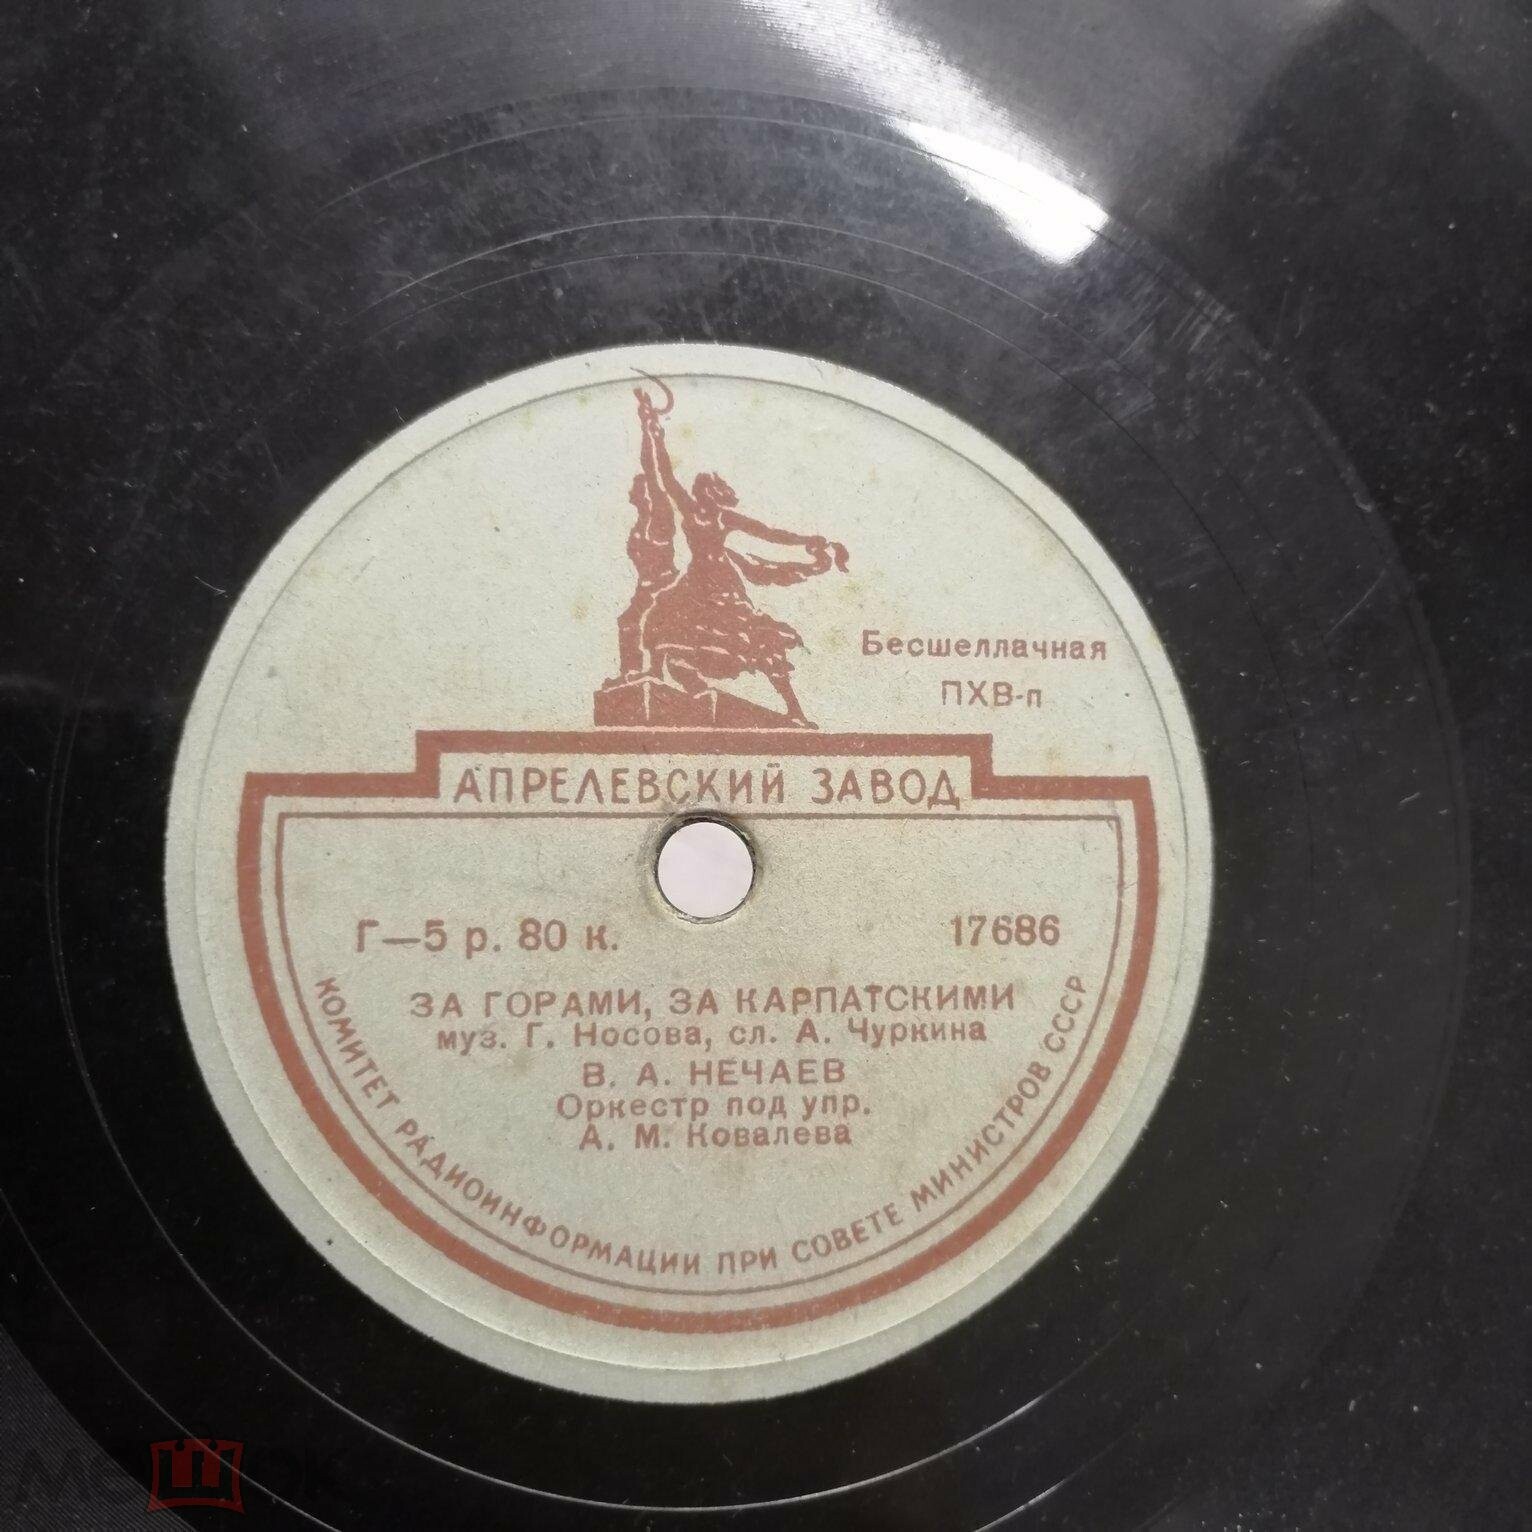 Бесшеллачная
ПХВ-п
АПРЕЛЕВСКИЙ ЗАВОД
Г—5 р. 80 к.
17686
ЗА ГОРАМИ, ЗА КАРПАТСКИМИ
муз. Г. Носова, сл. А. Чуркина
В. А. НЕЧАЕВ
Оркестр под упр.
А. М. Ковалева
КОМИТЕТ РАДИОИНФОРМАЦИИ ПРИ СОВЕТЕ МИНИСТРОВ СССР
мешок